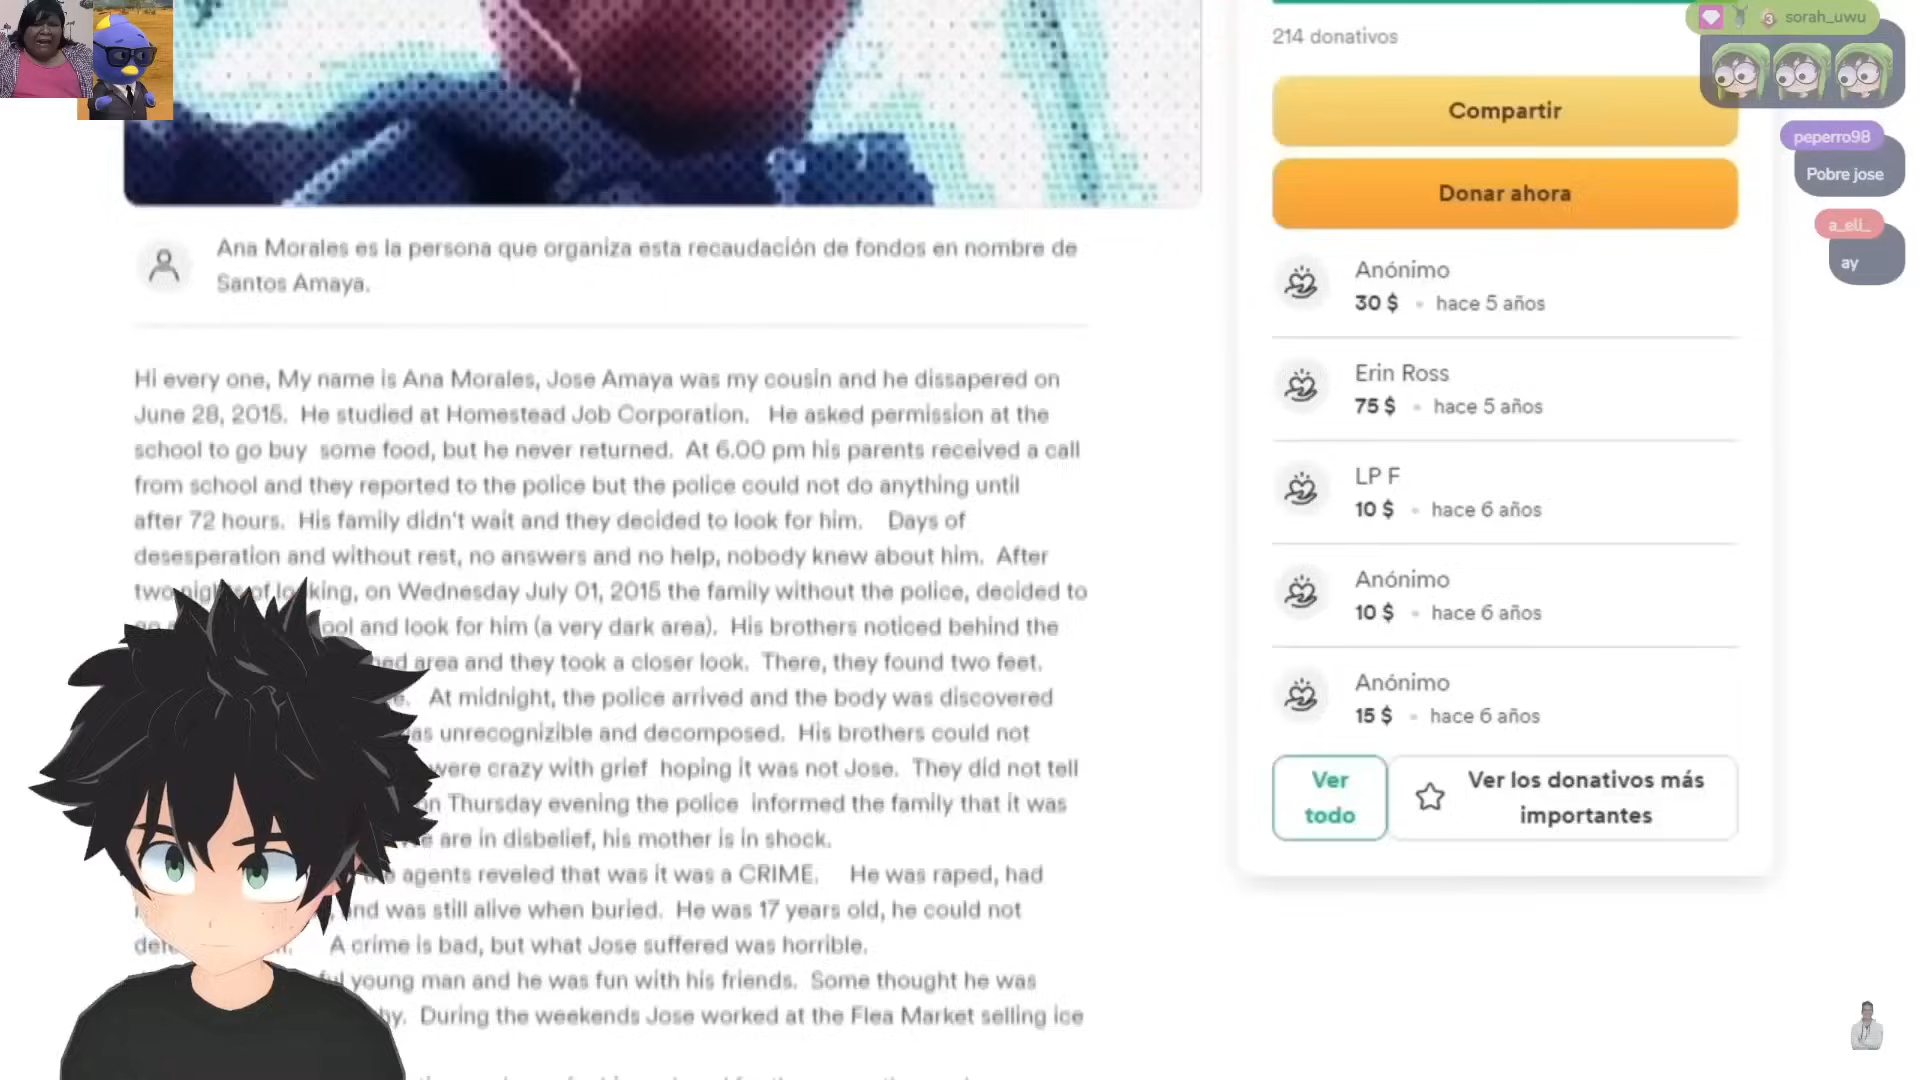 214 donativos
Compartir
Donar ahora
Anónimo
30 $ • hace 5 años
Erin Ross
75 $ • hace 5 años
LP F
10 $ • hace 6 años
Anónimo
10 $ • hace 6 años
Anónimo
15 $ • hace 6 años
Ver todo
Ver los donativos más
importantes
sorah_uwu
peperro98
Pobre jose
a_eli_
ay
Ana Morales es la persona que organiza esta recaudación de fondos en nombre de
Santos Amaya.
Hi every one, My name is Ana Morales, Jose Amaya was my cousin and he dissapered on
June 28, 2015. He studied at Homestead Job Corporation. He asked permission at the
school to go buy some food, but he never returned. At 6.00 pm his parents received a call
from school and they reported to the police but the police could not do anything until
after 72 hours. His family didn't wait and they decided to look for him. Days of
desesperation and without rest, no answers and no help, nobody knew about him. After
two nights of looking, on Wednesday July 01, 2015 the family without the police, decided to
ool and look for him (a very dark area). His brothers noticed behind the
area and they took a closer look. There, they found two feet.
At midnight, the police arrived and the body was discovered
as unrecognizible and decomposed. His brothers could not
were crazy with grief hoping it was not Jose. They did not tell
on Thursday evening the police informed the family that it was
are in disbelief, his mother is in shock.
agents reveled that was it was a CRIME. He was raped, had
and was still alive when buried. He was 17 years old, he could not
A crime is bad, but what Jose suffered was horrible.
young man and he was fun with his friends. Some thought he was
During the weekends Jose worked at the Flea Market selling ice